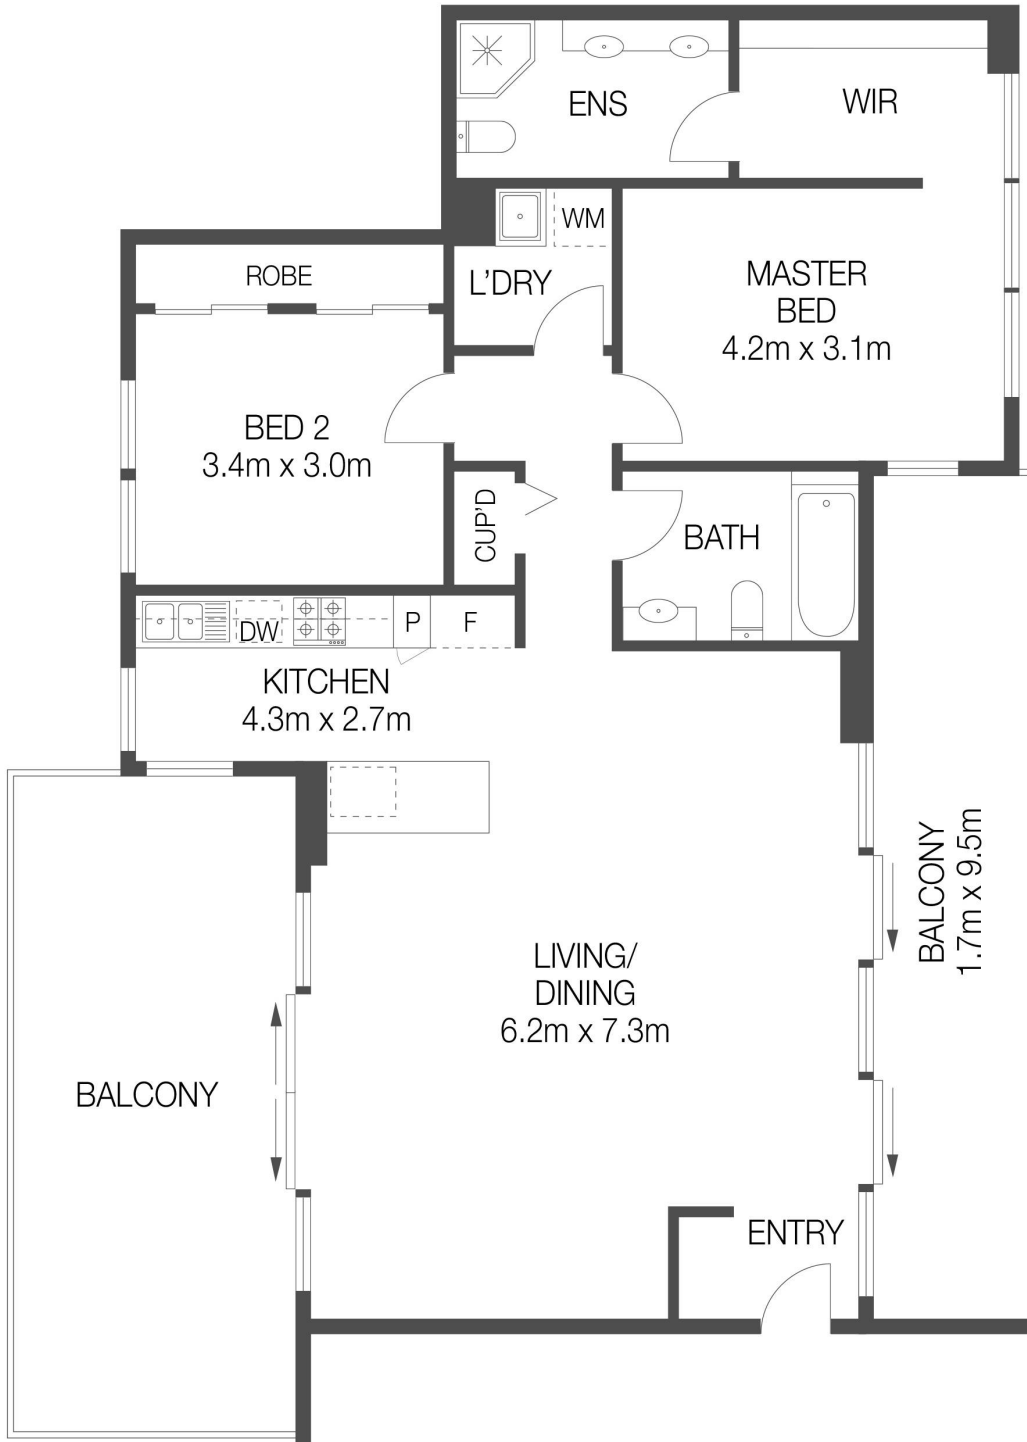 ENS
WIR
WM
L'DRY
ROBE
MASTER
BED
4.2m x 3.1m
BED 2
3.4m x 3.0m
CUP'D
BATH
DW
P
F
KITCHEN
4.3m x 2.7m
BALCONY
1.7m x 9.5m
LIVING/
DINING
6.2m x 7.3m
BALCONY
ENTRY